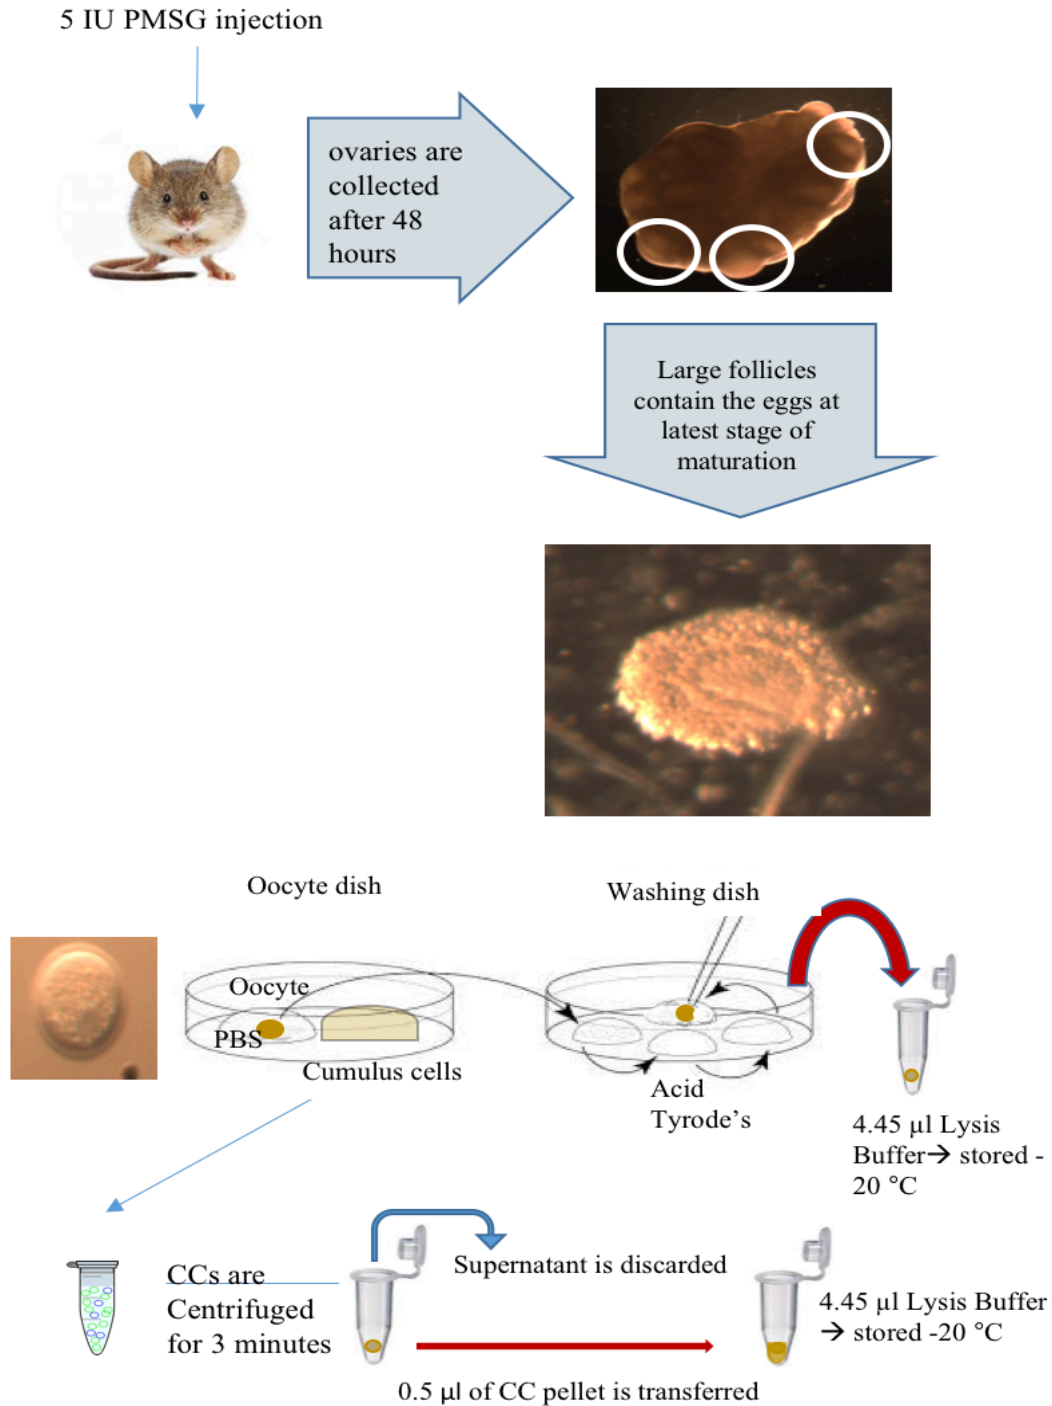 5 IU PMSG injection
ovaries are
collected
after 48
hours
Large follicles
contain the eggs at
latest stage of
maturation
Oocyte dish
Washing dish
Oocyte
PBS
Cumulus cells
Acid
Tyrode's
4.45 μl Lysis
Buffer→ stored -
20 °C
CCs are
Centrifuged
for 3 minutes
Supernatant is discarded
4.45 μl Lysis Buffer
→ stored -20 °C
0.5 μl of CC pellet is transferred